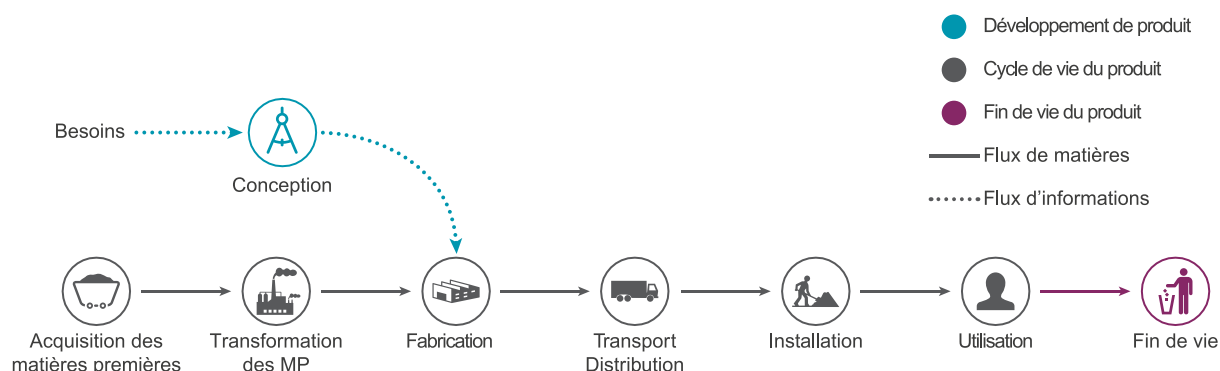 Développement de produit
Cycle de vie du produit
Fin de vie du produit
Flux de matières
Flux d'informations
Besoins
Conception
Acquisition des
matières premières
Transformation
des MP
Fabrication
Transport
Distribution
Installation
Utilisation
Fin de vie